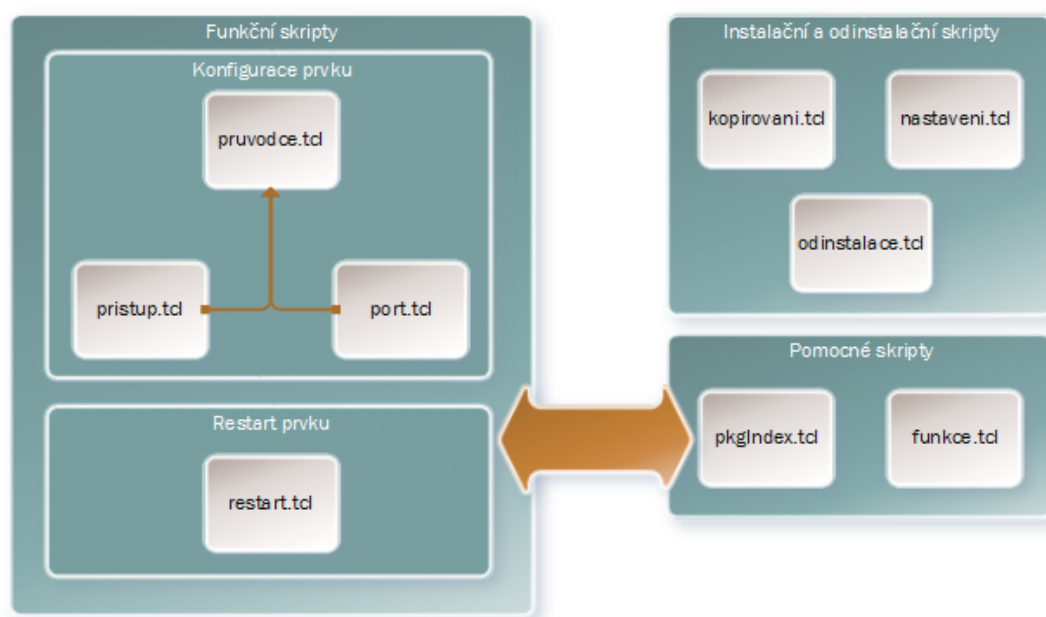 Funkční skripty
Konfigurace prvku
pruvodce.tcl
pristup.tcl
port.tcl
Restart prvku
restart.tcl
Instalační a odinstalační skripty
kopirovani.tcl
nastaveni.tcl
odinstalace.tcl
Pomocné skripty
pkgIndex.tcl
funkce.tcl